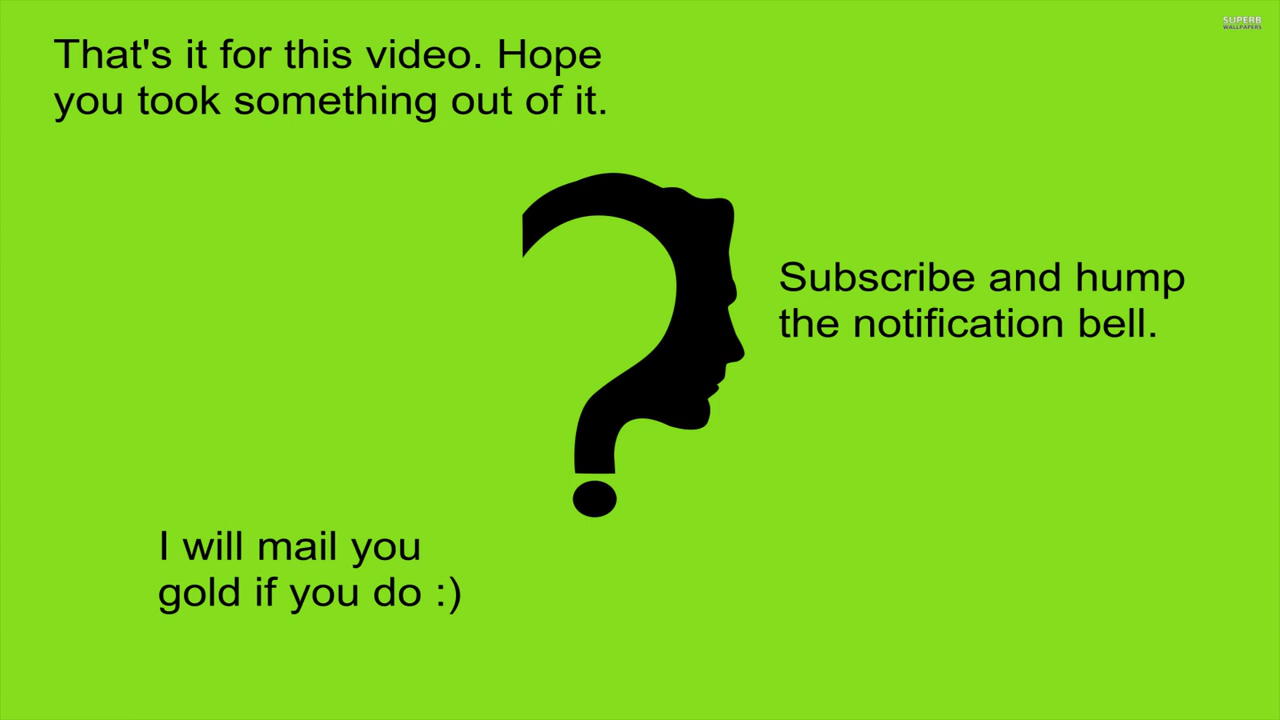 SUPERB
WALLPAPERS
That's it for this video. Hope
you took something out of it.
Subscribe and hump
the notification bell.
I will mail you
gold if you do :)